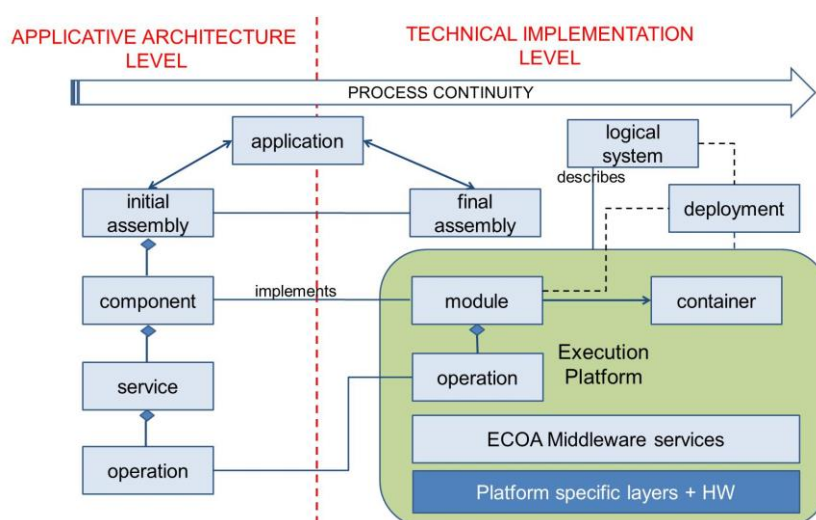 APPLICATIVE ARCHITECTURE
LEVEL
TECHNICAL IMPLEMENTATION
LEVEL
PROCESS CONTINUITY
application
logical
system
describes
initial
assembly
final
assembly
deployment
component
implements
module
container
service
operation
Execution
Platform
operation
ECOA Middleware services
Platform specific layers + HW